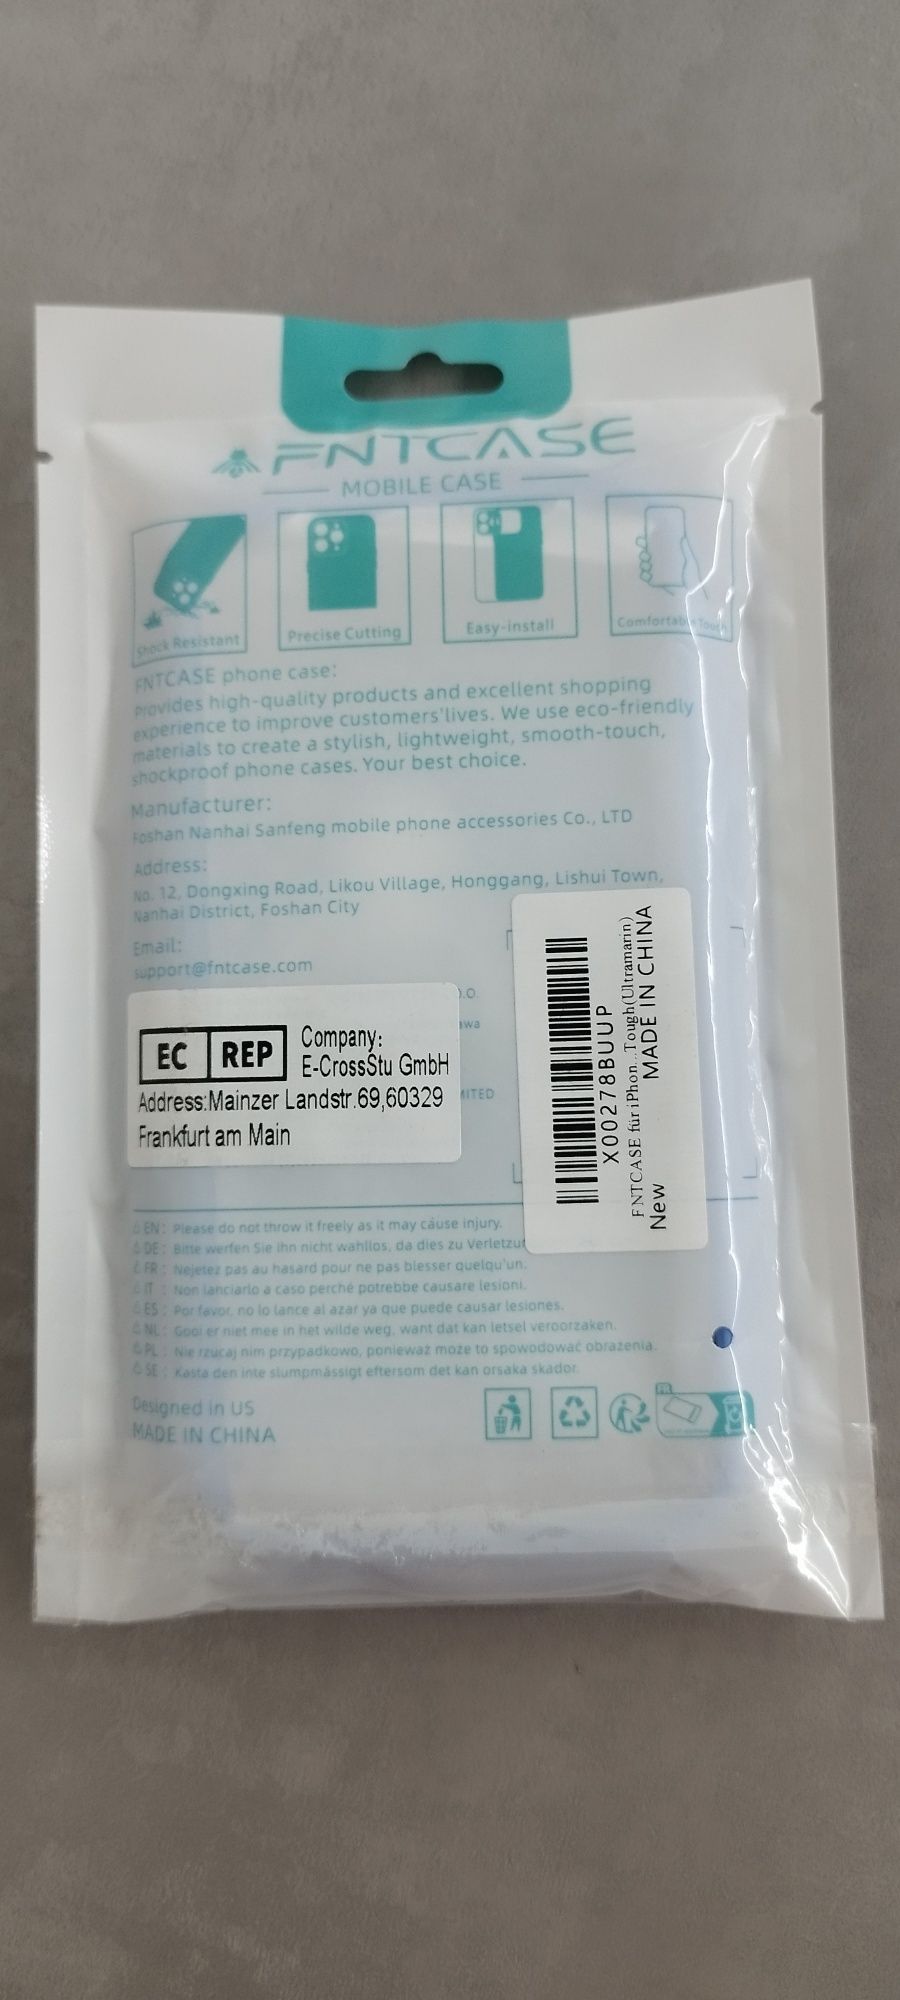 FNTCASE
MOBILE CASE
Shock Resistant
Precise Cutting
Easy-install
Comfortable Touch
FNTCASE phone case:
Provides high-quality products and excellent shopping
experience to improve customers'lives. We use eco-friendly
materials to create a stylish, lightweight, smooth-touch,
shockproof phone cases. Your best choice.
Manufacturer:
Foshan Nanhai Sanfeng mobile phone accessories Co., LTD
Address:
No. 12, Dongxing Road, Likou Village, Honggang, Lishui Town,
Nanhai District, Foshan City
Email:
support@fntcase.com
EC REP
Company:
E-CrossStu GmbH
Address:Mainzer Landstr.69,60329
Frankfurt am Main
X00278BUUP
FNTCASE für iPhon...Tough(Ultramarin)
New
MADE IN CHINA
EN: Please do not throw it freely as it may cause injury.
DE: Bitte werfen Sie ihn nicht wahllos, da dies zu
FR: Nejetez pas au hasard pour ne pas blesser quelqu'un.
IT: Non lanciarlo a caso perché potrebbe causare lesioni.
ES: Por favor, no lo lance al azar ya que puede causar lesiones.
NL: Gooi er niet mee in het wilde weg, want dat kan letsel veroorzaken.
PL: Nie rzucaj nim przypadkowo, ponieważ może to spowodować obrażenia.
SE: Kasta den inte slumpmässigt eftersom det kan orsaka skador.
Designed in US
MADE IN CHINA
FR